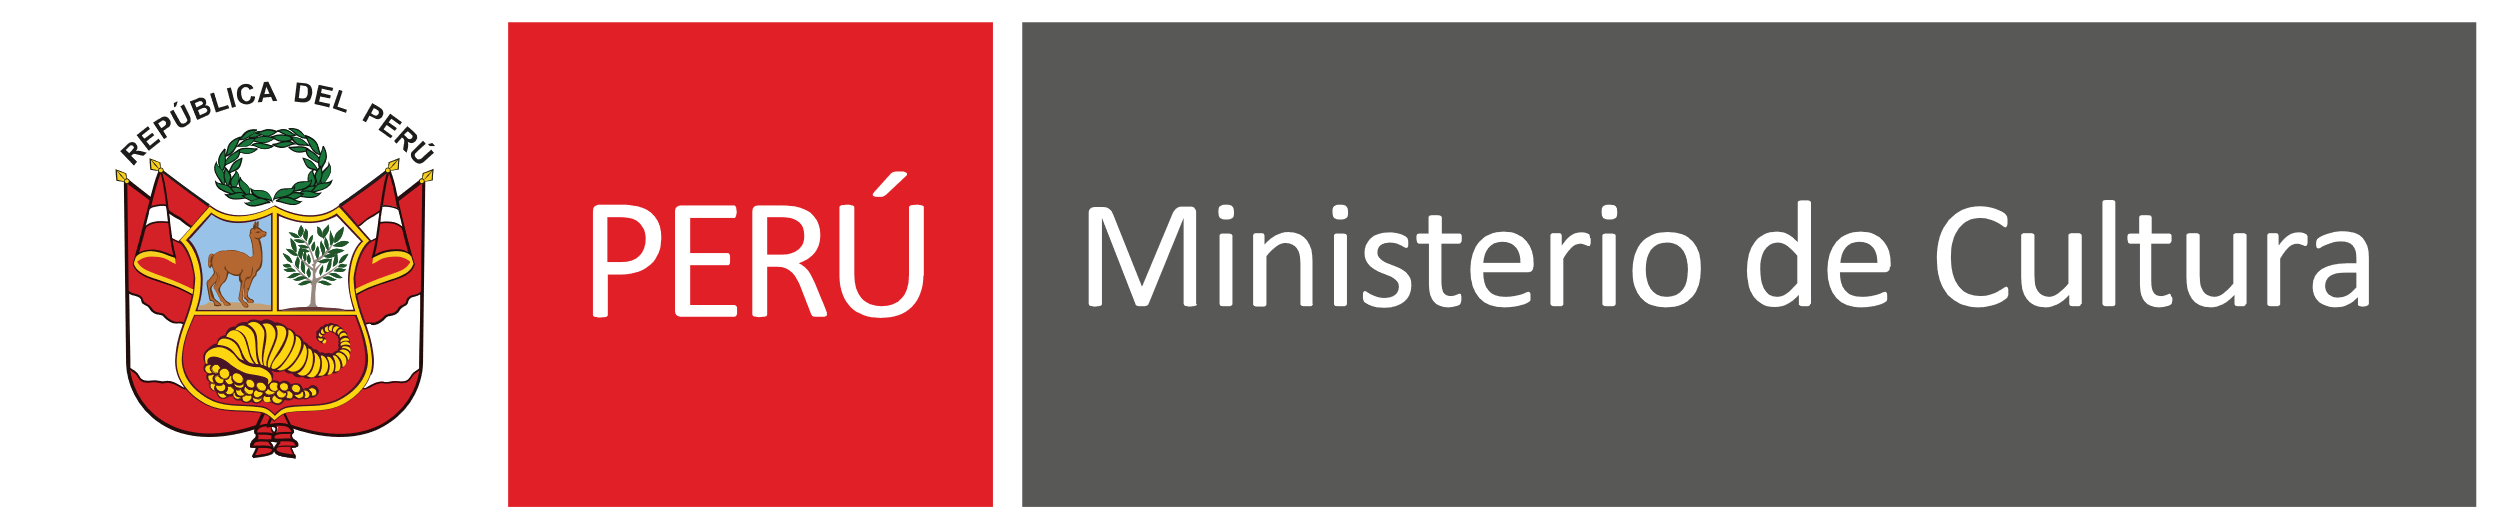 REPÚBLICA DEL PERÚ
PERÚ
Ministerio de Cultura